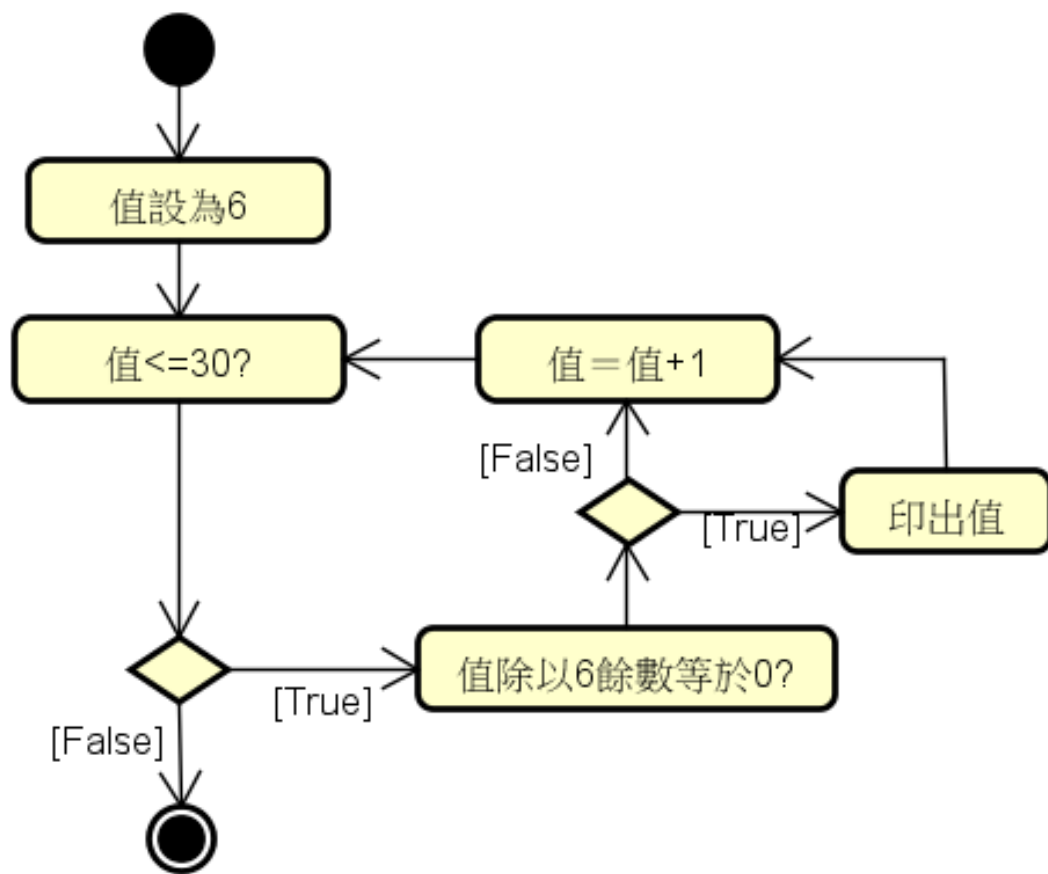 值設為6
值<=30?
值＝值+1
[False]
[True]
印出值
值除以6餘數等於0?
[True]
[False]